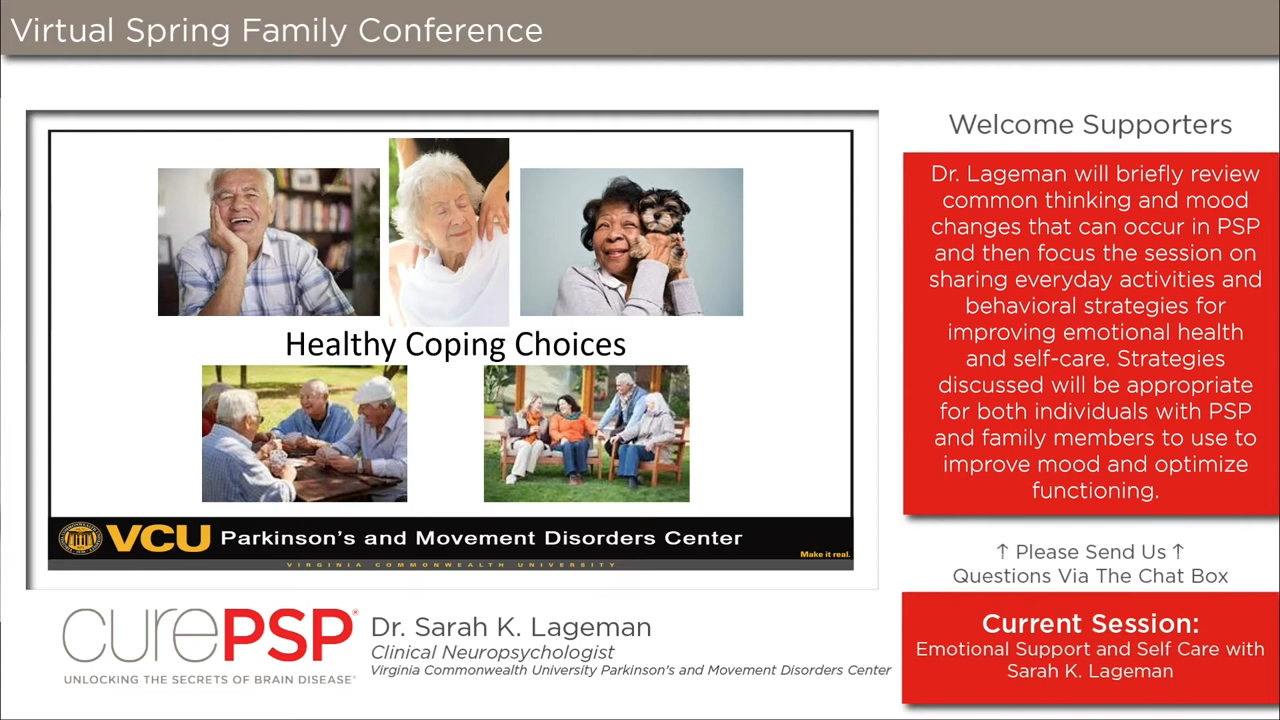 Virtual Spring Family Conference
Healthy Coping Choices
VCU Parkinson's and Movement Disorders Center
Make it real.
VIRGINIA COMMONWEALTH UNIVERSITY
curePSP®
UNLOCKING THE SECRETS OF BRAIN DISEASE®
Dr. Sarah K. Lageman
Clinical Neuropsychologist
Virginia Commonwealth University Parkinson's and Movement Disorders Center
Welcome Supporters
Dr. Lageman will briefly review
common thinking and mood
changes that can occur in PSP
and then focus the session on
sharing everyday activities and
behavioral strategies for
improving emotional health
and self-care. Strategies
discussed will be appropriate
for both individuals with PSP
and family members to use to
improve mood and optimize
functioning.
↑ Please Send Us ↑
Questions Via The Chat Box
Current Session:
Emotional Support and Self Care with
Sarah K. Lageman